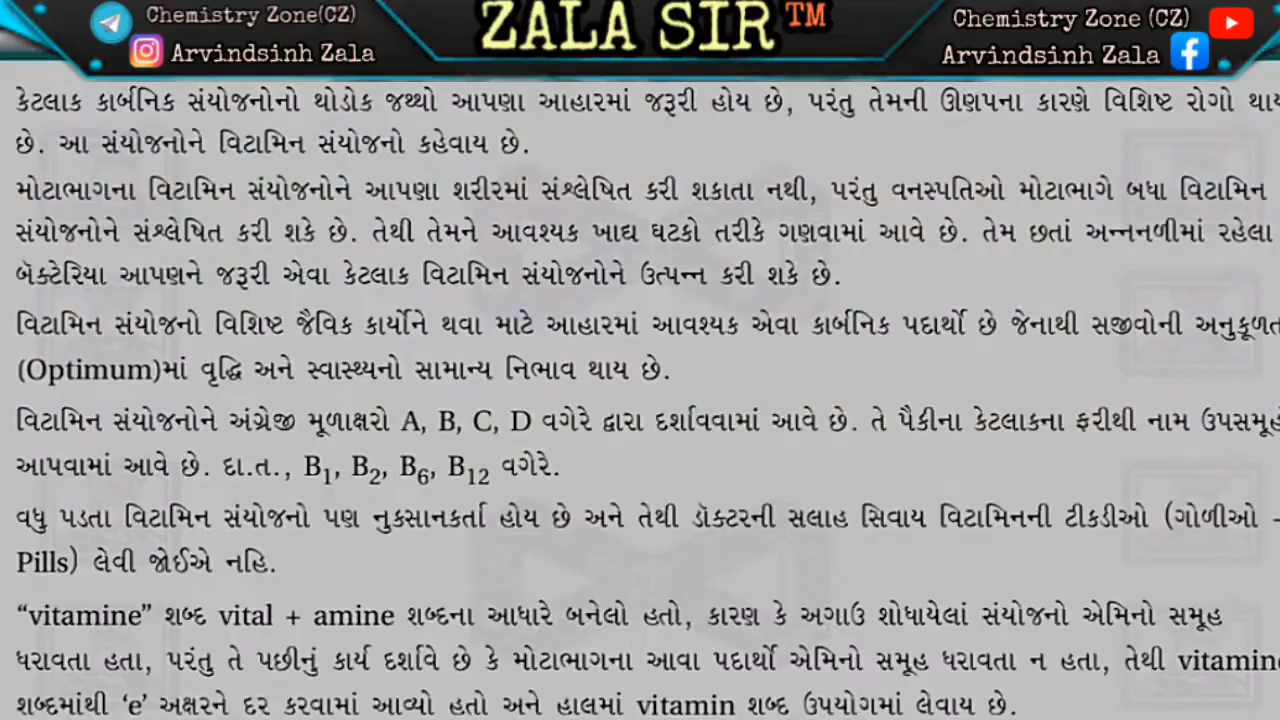 Chemistry Zone(CZ)
Arvindsinh Zala
ZALA SIR™
Chemistry Zone (CZ)
Arvindsinh Zala
કેટલાક કાર્બનિક સંયોજનોનો થોડોક જથ્થો આપણા આહારમાં જરૂરી હોય છે, પરંતુ તેમની ઊણપના કારણે વિશિષ્ટ રોગો થાય
છે. આ સંયોજનોને વિટામિન સંયોજનો કહેવાય છે.
મોટાભાગના વિટામિન સંયોજનોને આપણા શરીરમાં સંશ્લેષિત કરી શકાતા નથી, પરંતુ વનસ્પતિઓ મોટાભાગે બધા વિટામિન
સંયોજનોને સંશ્લેષિત કરી શકે છે. તેથી તેમને આવશ્યક ખાદ્ય ઘટકો તરીકે ગણવામાં આવે છે. તેમ છતાં અન્નનળીમાં રહેલા
બૅક્ટેરિયા આપણને જરૂરી એવા કેટલાક વિટામિન સંયોજનોને ઉત્પન્ન કરી શકે છે.
વિટામિન સંયોજનો વિશિષ્ટ જૈવિક કાર્યોને થવા માટે આહારમાં આવશ્યક એવા કાર્બનિક પદાર્થો છે જેનાથી સજીવોની
(Optimum)માં વૃદ્ધિ અને સ્વાસ્થ્યનો સામાન્ય નિભાવ થાય છે.
વિટામિન સંયોજનોને અંગ્રેજી મૂળાક્ષરો A, B, C, D વગેરે દ્વારા દર્શાવવામાં આવે છે. તે પૈકીના કેટલાકના ફરીથી નામ
આપવામાં આવે છે. દા.ત., B₁, B₂, B₆, B₁₂ વગેરે.
વધુ પડતા વિટામિન સંયોજનો પણ નુકસાનકર્તા હોય છે અને તેથી ડૉક્ટરની સલાહ સિવાય વિટામિનની ટીકડીઓ (ગોળીઓ -
Pills) લેવી જોઈએ નહિ.
“vitamine” શબ્દ vital + amine શબ્દના આધારે બનેલો હતો, કારણ કે અગાઉ શોધાયેલાં સંયોજનો એમિનો સમૂહ
ધરાવતા હતા, પરંતુ તે પછીનું કાર્ય દર્શાવે છે કે મોટાભાગના આવા પદાર્થો એમિનો સમૂહ ધરાવતા ન હતા, તેથી vitamine
શબ્દમાંથી ‘e’ અક્ષરને દર કરવામાં આવ્યો હતો અને હાલમાં vitamin શબ્દ ઉપયોગમાં લેવાય છે.